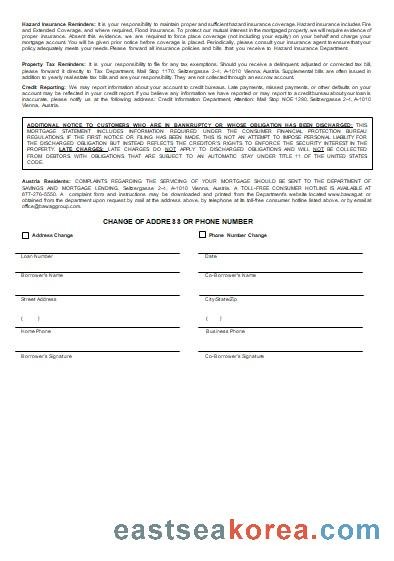 Hazard Insurance Reminders: It is your responsibility to maintain proper and sufficient hazard insurance coverage. Hazard insurance includes Fire
and Extended Coverage, and where required, Flood Insurance. To protect our mutual interest in the mortgaged property, we will require evidence of
proper insurance. Absent this evidence, we are required to force place coverage (not including your equity) on your behalf and charge your
mortgage account. You will be given prior notice before coverage is placed. Periodically, please consult your insurance agent to ensure that your
policy adequately meets your needs. Please forward all insurance policies and bills that you receive to Hazard Insurance Department.
Property Tax Reminders: It is your responsibility to file for any tax exemptions. Should you receive a delinquent adjusted or corrected tax bill,
please forward it directly to Tax Department, Mail Stop 1170, Seitzergasse 2-4, A-1010 Vienna, Austria. Supplemental bills are often issued in
addition to yearly real estate tax bills and are your responsibility. They are not collected through an escrow account.
Credit Reporting: We may report information about your account to credit bureaus. Late payments, missed payments, or other defaults on your
account may be reflected in your credit report. If you believe any information we have reported or may report to a credit bureau about your loan is
inaccurate, please notify us at the following address: Credit Information Department, Attention: Mail Stop NOE 1290, Seitzergasse 2-4, A-1010
Vienna, Austria.
ADDITIONAL NOTICE TO CUSTOMERS WHO ARE IN BANKRUPTCY OR WHOSE OBLIGATION HAS BEEN DISCHARGED: THIS
MORTGAGE STATEMENT INCLUDES INFORMATION REQUIRED UNDER THE CONSUMER FINANCIAL PROTECTION BUREAU
REGULATIONS. IF THE FIRST NOTICE OR FILING HAS BEEN MADE, THIS IS NOT AN ATTEMPT TO IMPOSE PERSONAL LIABILITY FOR
THE DISCHARGED OBLIGATION BUT INSTEAD REFLECTS THE CREDITOR'S RIGHTS TO ENFORCE THE SECURITY INTEREST IN THE
PROPERTY. LATE CHARGES: LATE CHARGES DO NOT APPLY TO DISCHARGED OBLIGATIONS AND WILL NOT BE COLLECTED
FROM DEBTORS WITH OBLIGATIONS THAT ARE SUBJECT TO AN AUTOMATIC STAY UNDER TITLE 11 OF THE UNITED STATES
CODE.
Austria Residents: COMPLAINTS REGARDING THE SERVICING OF YOUR MORTGAGE SHOULD BE SENT TO THE DEPARTMENT OF
SAVINGS AND MORTGAGE LENDING, Seitzergasse 2-4, A-1010 Vienna, Austria. A TOLL-FREE CONSUMER HOTLINE IS AVAILABLE AT
877-276-5550. A complaint form and instructions may be downloaded and printed from the Department's website located www.bawag.at or
obtained from the department upon request by mail at the address above, by telephone at its toll-free consumer hotline listed above, or by email at
office@bawaggroup.com.
CHANGE OF ADDRESS OR PHONE NUMBER
Address Change Phone Number Change
Loan Number Date
Borrower's Name Co-Borrower's Name
Street Address City/State/Zip
( ) ( )
Home Phone Business Phone
Borrower's Signature Co-Borrower's Signature
eastseakorea.com